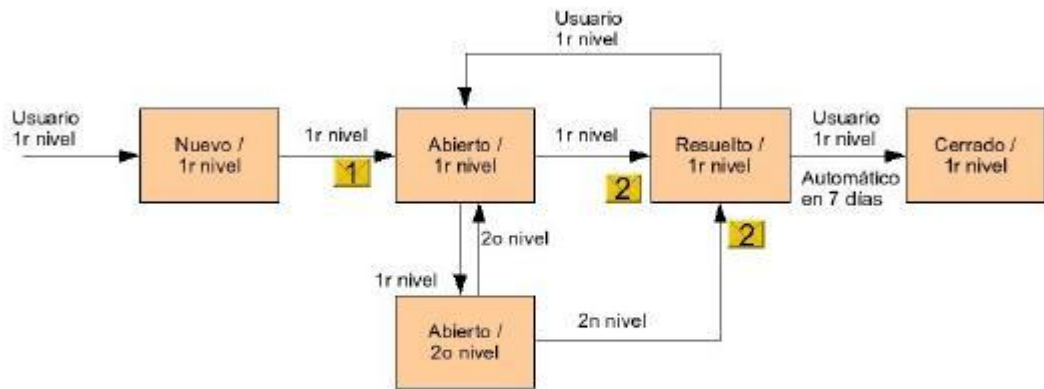 Usuario
1r nivel
Usuario
1r nivel
Nuevo /
1r nivel
1r nivel
1
Abierto /
1r nivel
1r nivel
2
Resuelto /
1r nivel
Usuario
1r nivel
Automático
en 7 días
Cerrado /
1r nivel
2
2o nivel
1r nivel
Abierto /
2o nivel
2n nivel